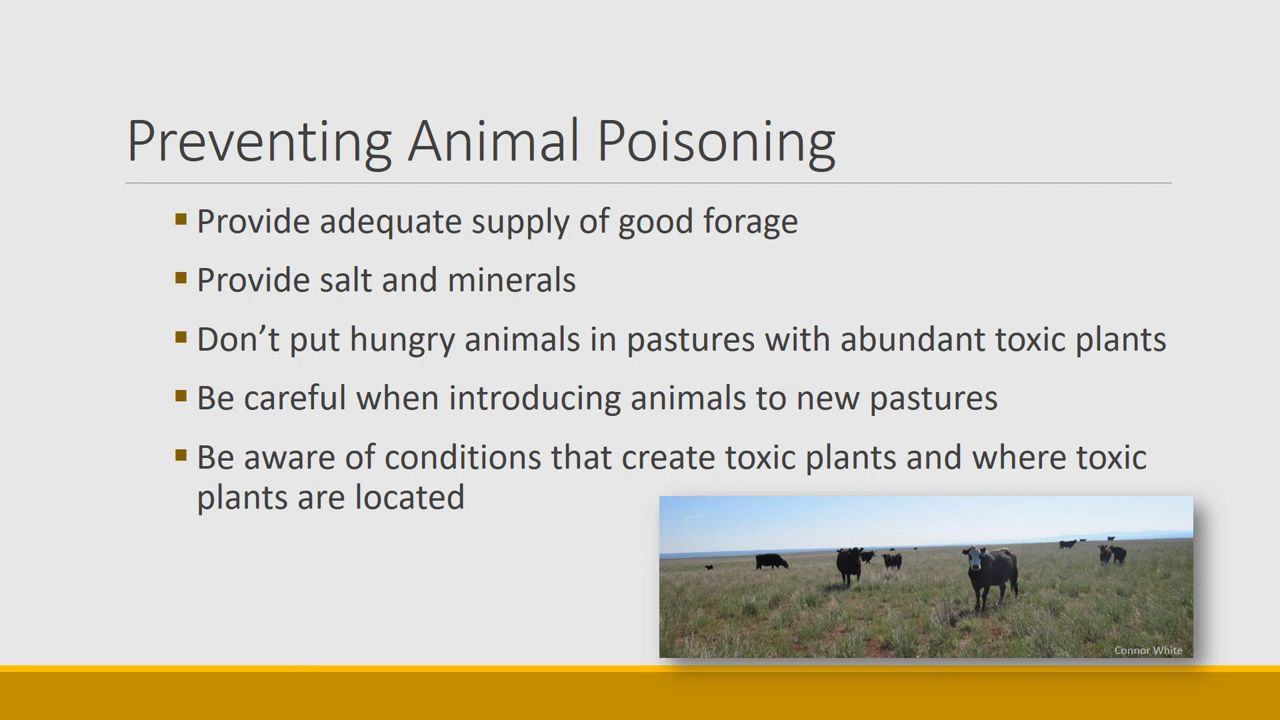 Preventing Animal Poisoning
Provide adequate supply of good forage
Provide salt and minerals
Don’t put hungry animals in pastures with abundant toxic plants
Be careful when introducing animals to new pastures
Be aware of conditions that create toxic plants and where toxic
plants are located
Connor White